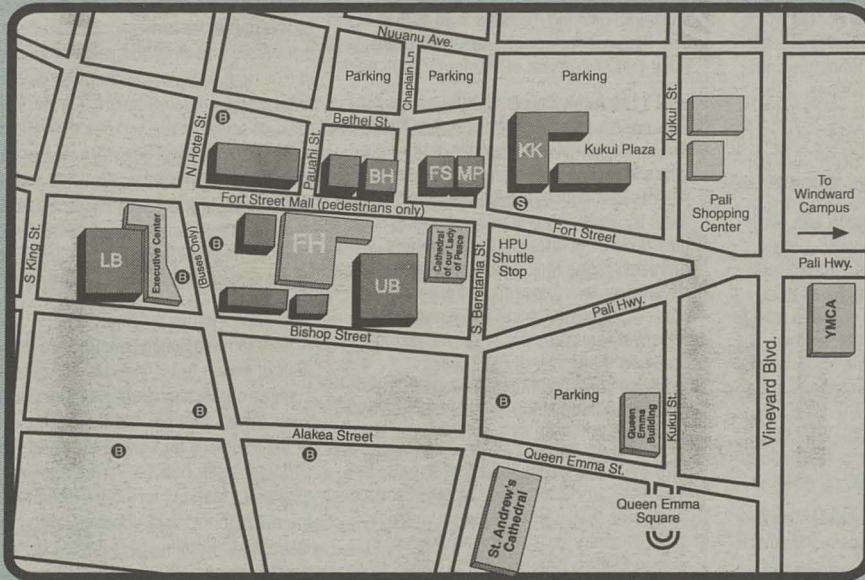 Nuuanu Ave.
Parking
Chaplain Ln
Parking
Parking
Kukui St.
N Hotel St.
B
Pauahi St.
Bethel St.
BH
FS
MP
KK
Kukui Plaza
S
Pali
Shopping
Center
To
Windward
Campus
S King St.
Fort Street Mall (pedestrians only)
Fort Street
LB
Executive Center
B
(Buses Only)
B
FH
UB
Cathedral
of our Lady
of Peace
S. Beretania St.
HPU
Shuttle
Stop
Pali Hwy.
Pali Hwy.
YMCA
Bishop Street
Vineyard Blvd.
B
B
Parking
Queen
Emma
Building
Kukui St.
B
Alakea Street
B
Queen Emma St.
St. Andrew's
Cathedral
Queen Emma
Square